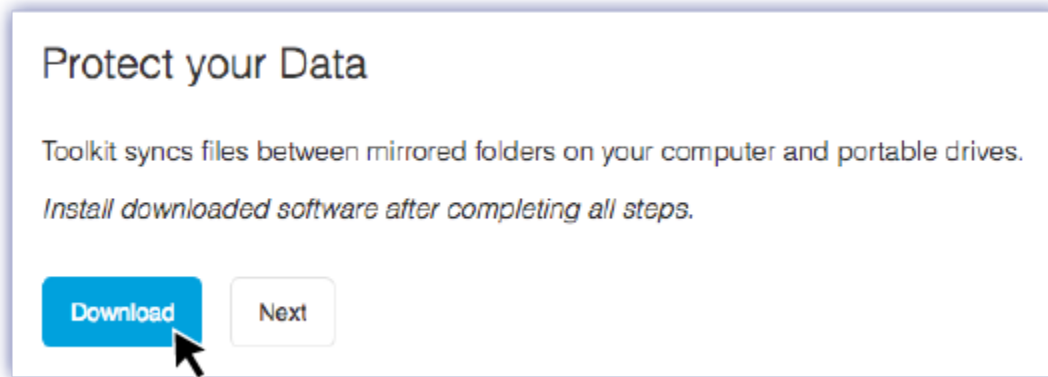 Protect your Data
Toolkit syncs files between mirrored folders on your computer and portable drives.
Install downloaded software after completing all steps.
Download Next